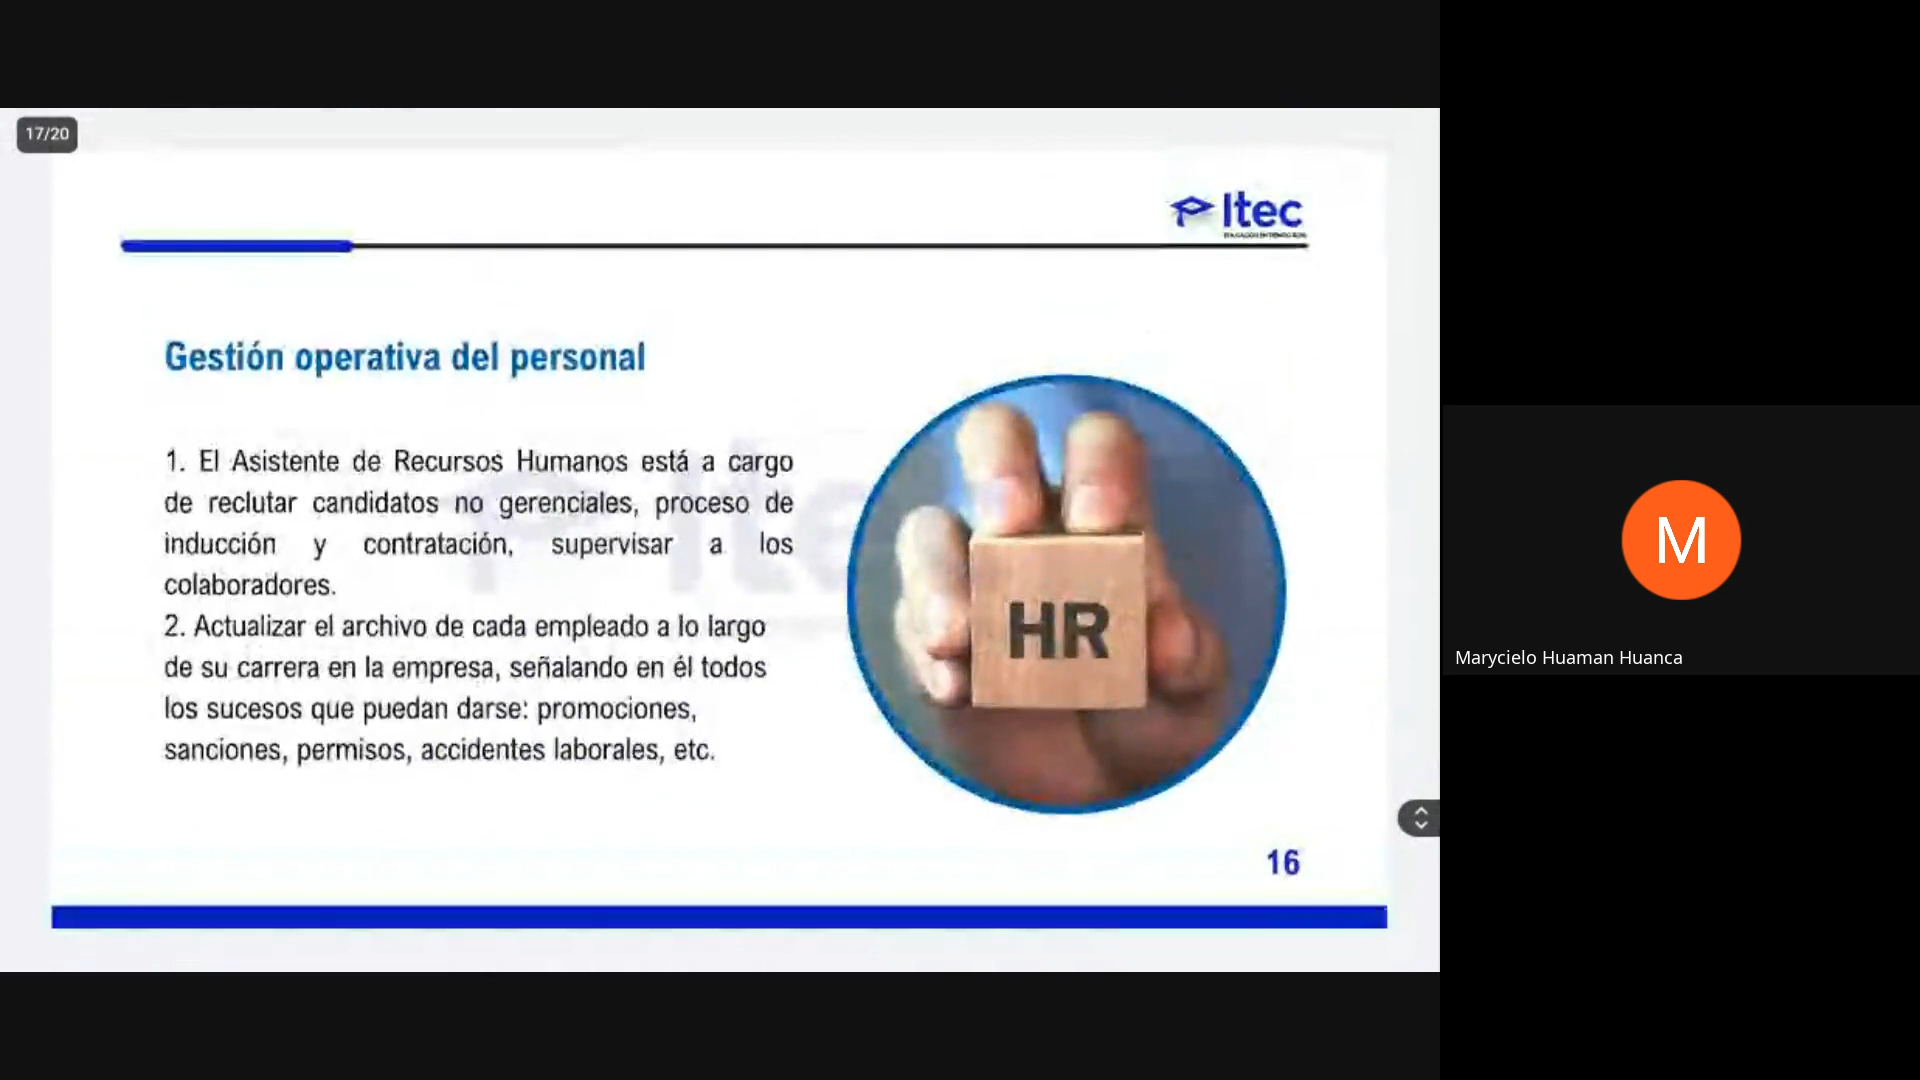 17/20
Itec
Gestión operativa del personal
1. El Asistente de Recursos Humanos está a cargo
de reclutar candidatos no gerenciales, proceso de
inducción y contratación, supervisar a los
colaboradores.
2. Actualizar el archivo de cada empleado a lo largo
de su carrera en la empresa, señalando en él todos
los sucesos que puedan darse: promociones,
sanciones, permisos, accidentes laborales, etc.
HR
16
M
Marycielo Huaman Huanca